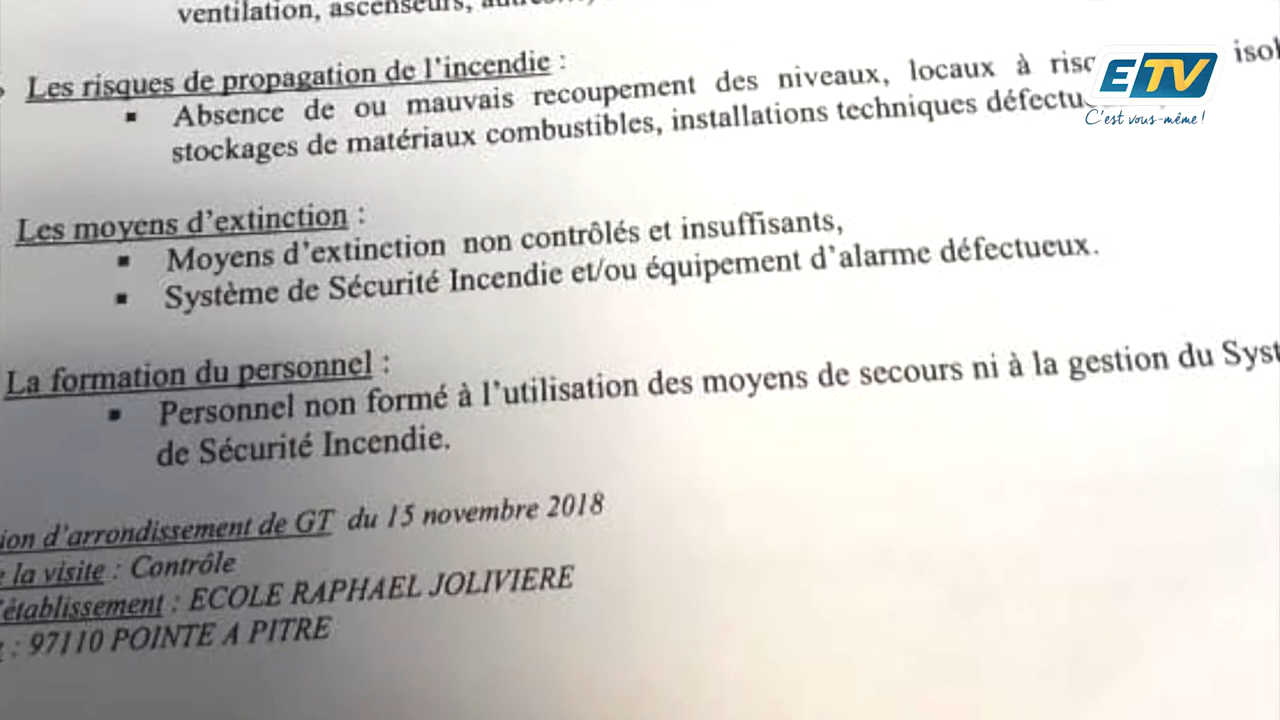 ventilation, ascenseurs,
Les risques de propagation de l'incendie :
▪ Absence de ou mauvais recoupement des niveaux, locaux à isol
stockages de matériaux combustibles, installations techniques
Les moyens d'extinction :
▪ Moyens d'extinction non contrôlés et insuffisants,
▪ Système de Sécurité Incendie et/ou équipement d'alarme défectueux.
La formation du personnel :
▪ Personnel non formé à l'utilisation des moyens de secours ni à la gestion du Syst
de Sécurité Incendie.
ion d'arrondissement de GT du 15 novembre 2018
la visite : Contrôle
'établissement : ECOLE RAPHAEL JOLIVIERE
: 97110 POINTE A PITRE
ETV
C'est vous-même !